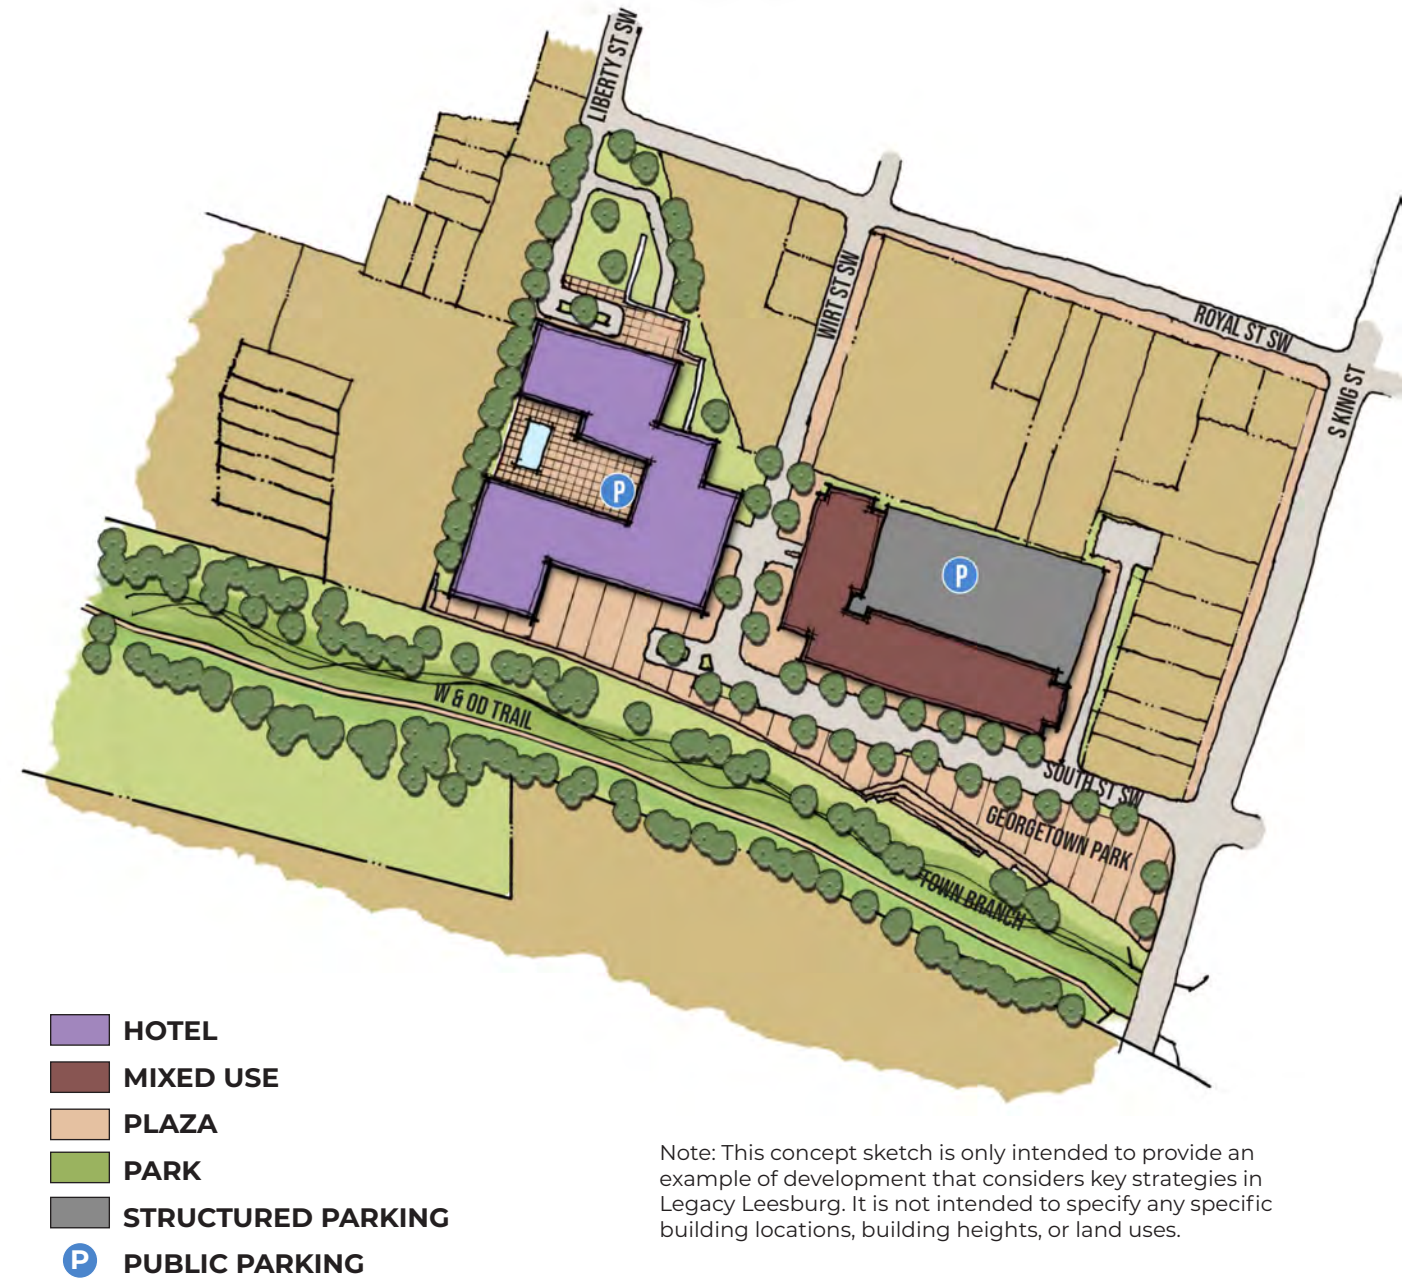 LIBERTY ST SW
WIRT ST SW
ROYAL ST SW
S KING ST
P
P
W & OD TRAIL
SOUTH ST SW
GEORGETOWN PARK
TOWN BRANCH
HOTEL
MIXED USE
PLAZA
PARK
STRUCTURED PARKING
P PUBLIC PARKING
Note: This concept sketch is only intended to provide an
example of development that considers key strategies in
Legacy Leesburg. It is not intended to specify any specific
building locations, building heights, or land uses.